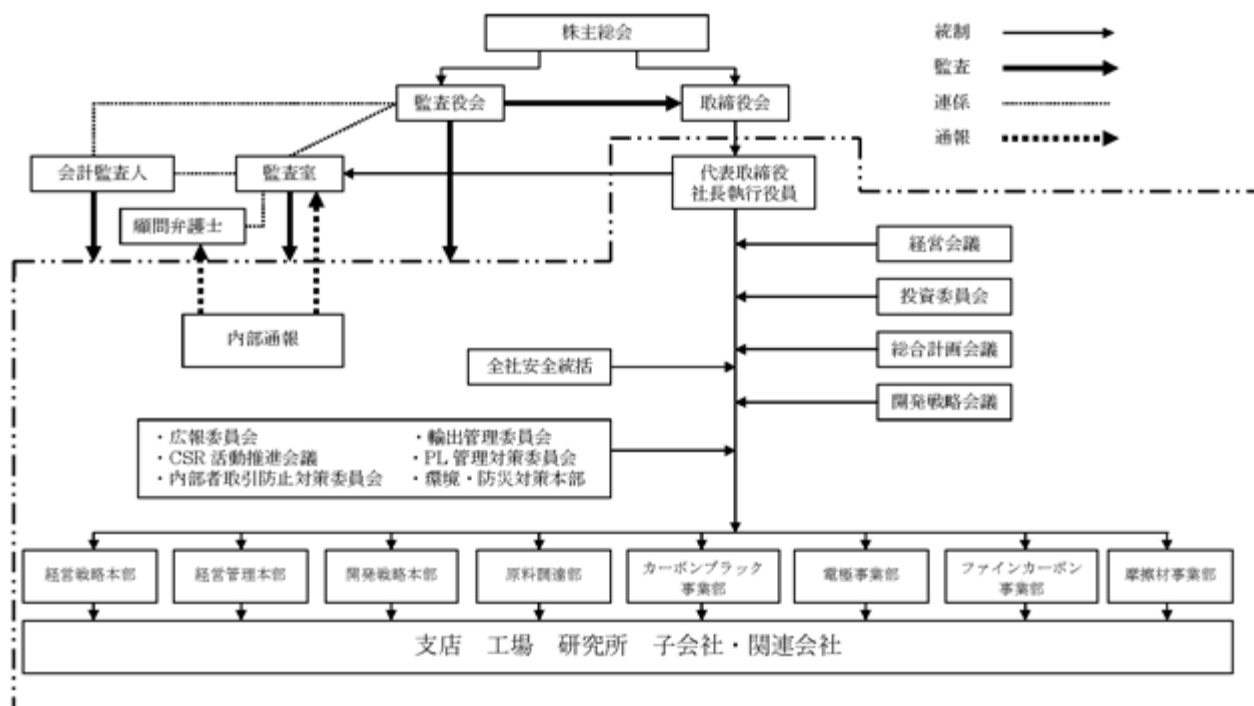 株主総会
統制
監査
連係
通報
監査役会
取締役会
会計監査人
監査室
代表取締役
社長執行役員
顧問弁護士
経営会議
投資委員会
内部通報
総合計画会議
全社安全統括
開発戦略会議
・広報委員会 ・輸出管理委員会
・CSR 活動推進会議 ・PL 管理対策委員会
・内部者取引防止対策委員会 ・環境・防災対策本部
経営戦略本部
経営管理本部
開発戦略本部
原料調達部
カーボンブラック
事業部
電極事業部
ファインカーボン
事業部
摩擦材事業部
支店 工場 研究所 子会社・関連会社